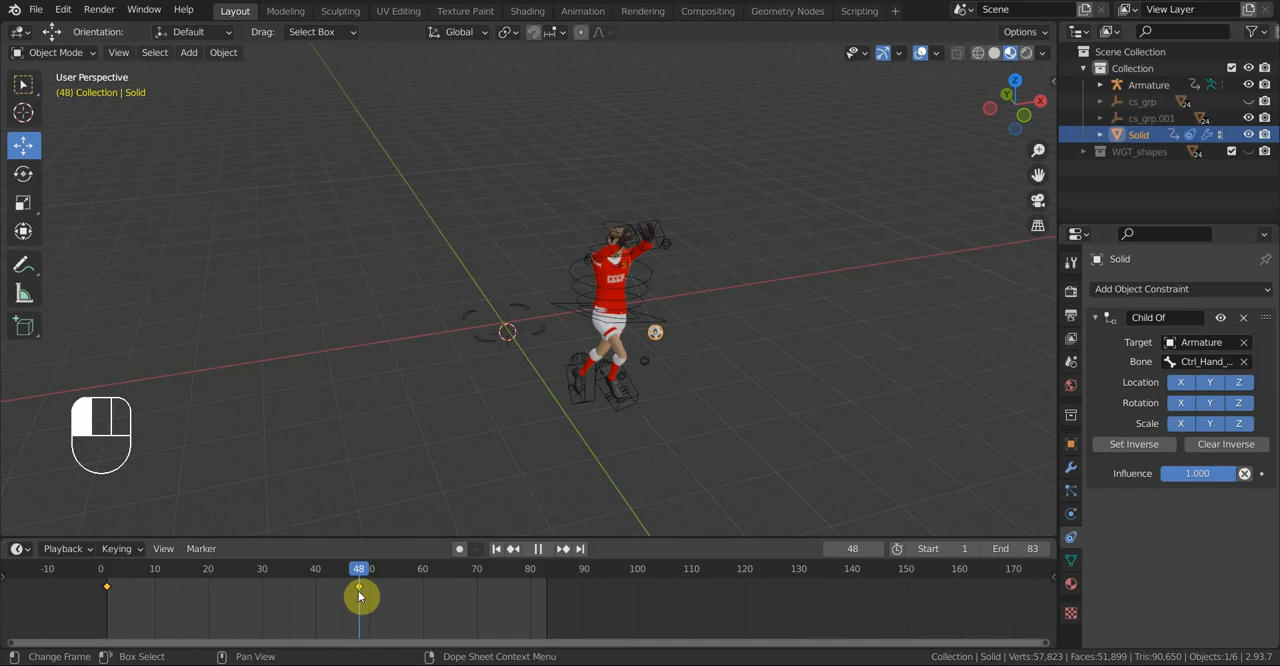 File Edit Render Window Help Layout Modeling Sculpting UV Editing Texture Paint Shading Animation Rendering Compositing Geometry Nodes Scripting + Scene View Layer
Orientation: Default Drag: Select Box Global Options
Object Mode View Select Add Object
User Perspective
(48) Collection | Solid
Z
Y
X
Scene Collection
Collection
Armature
cs_grp 24
cs_grp.001 24
Solid
WGT_shapes 24
Solid
Add Object Constraint
Child Of
Target Armature
Bone Ctrl_Hand_...
Location X Y Z
Rotation X Y Z
Scale X Y Z
Set Inverse Clear Inverse
Influence 1.000
Playback Keying View Marker 48 Start 1 End 83
-10 0 10 20 30 40 48 0 60 70 80 90 100 110 120 130 140 150 160 170
Change Frame Box Select Pan View Dope Sheet Context Menu Collection | Solid | Verts:57,823 | Faces:51,899 | Tris:90,650 | Objects:1/6 | 2.93.7